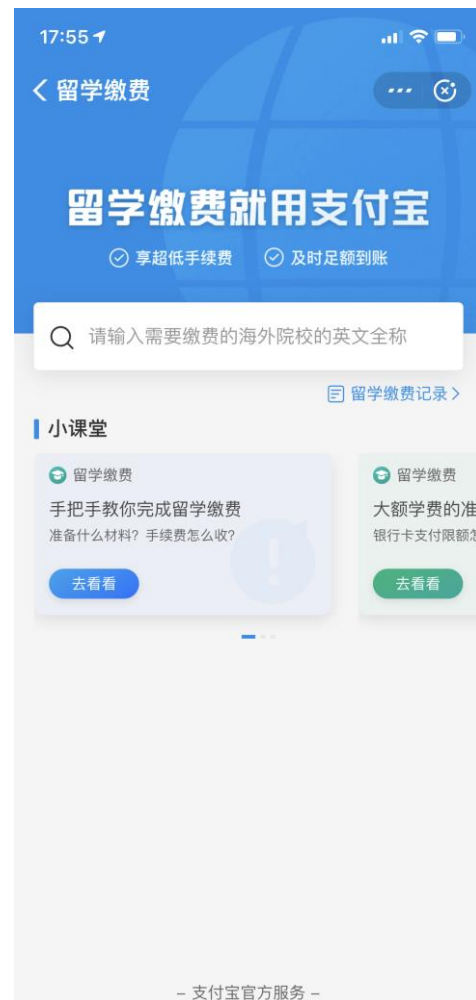 17:55
留学缴费
留学缴费就用支付宝
享超低手续费 及时足额到账
请输入需要缴费的海外院校的英文全称
留学缴费记录
小课堂
留学缴费
手把手教你完成留学缴费
准备什么材料？手续费怎么收?
去看看
留学缴费
大额学费的准
银行卡支付限额
去看看
– 支付宝官方服务 –